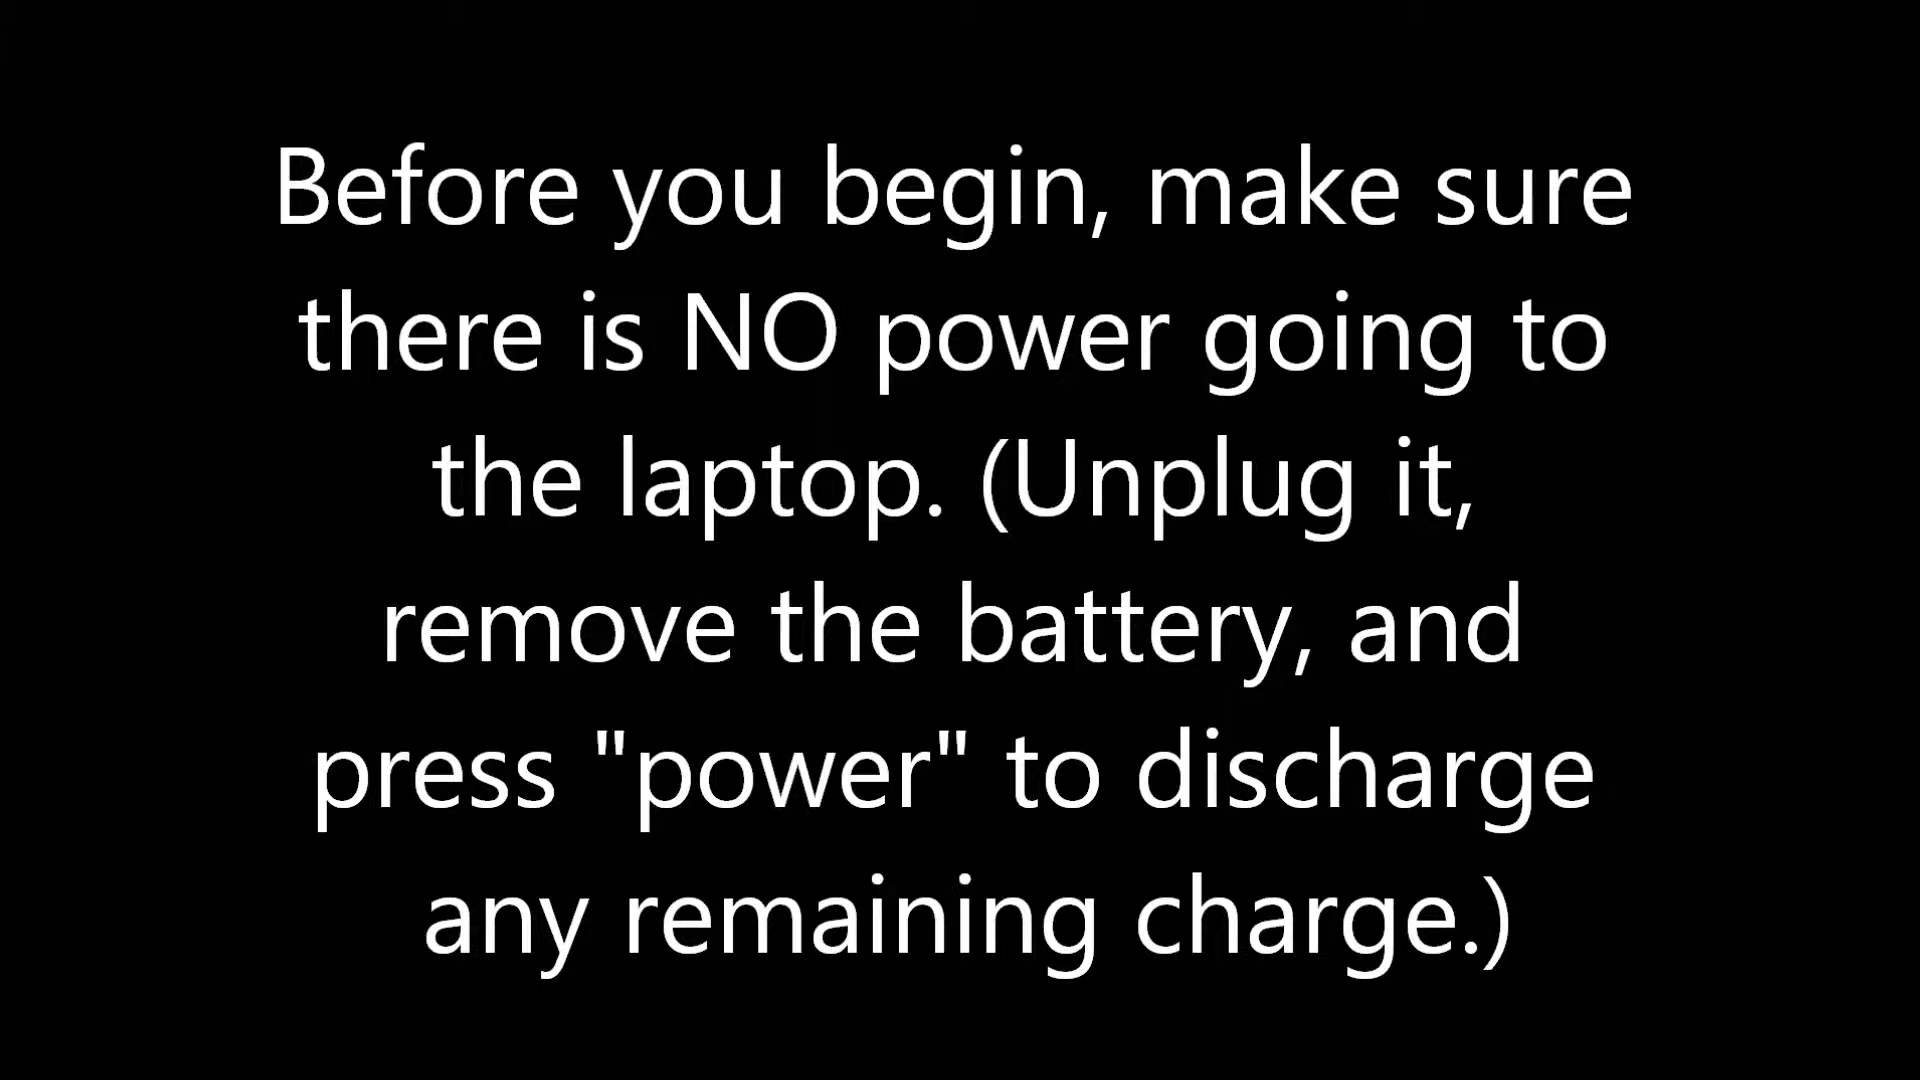 Before you begin, make sure
there is NO power going to
the laptop. (Unplug it,
remove the battery, and
press "power" to discharge
any remaining charge.)